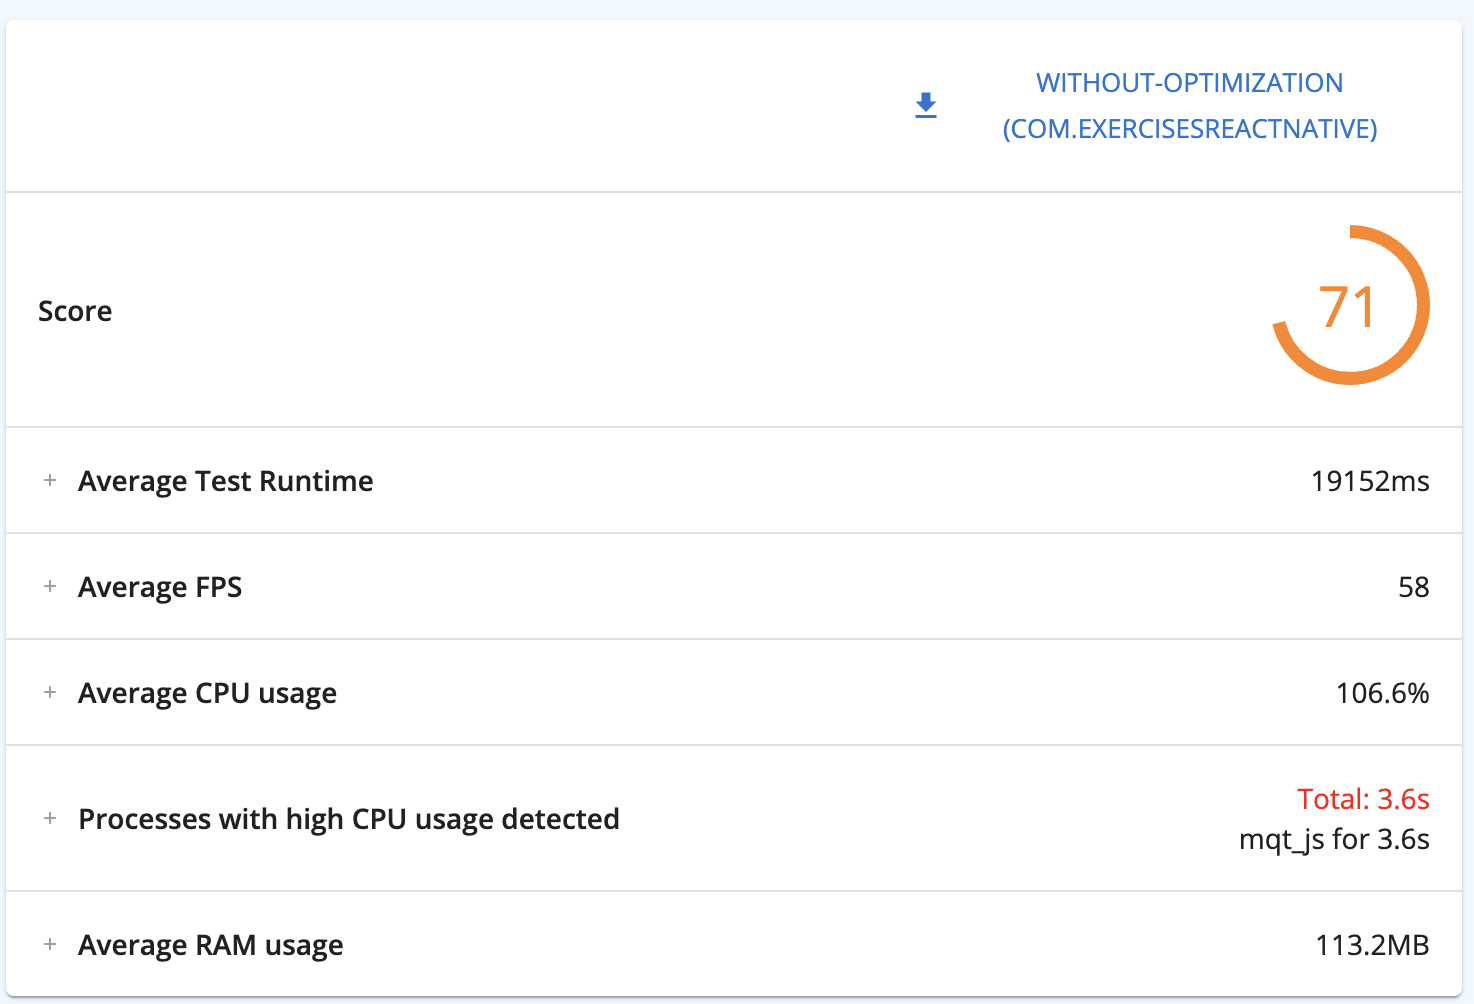 WITHOUT-OPTIMIZATION
(COM.EXERCISESREACTNATIVE)
Score
71
+ Average Test Runtime 19152ms
+ Average FPS 58
+ Average CPU usage 106.6%
+ Processes with high CPU usage detected
Total: 3.6s
mqt_js for 3.6s
+ Average RAM usage 113.2MB